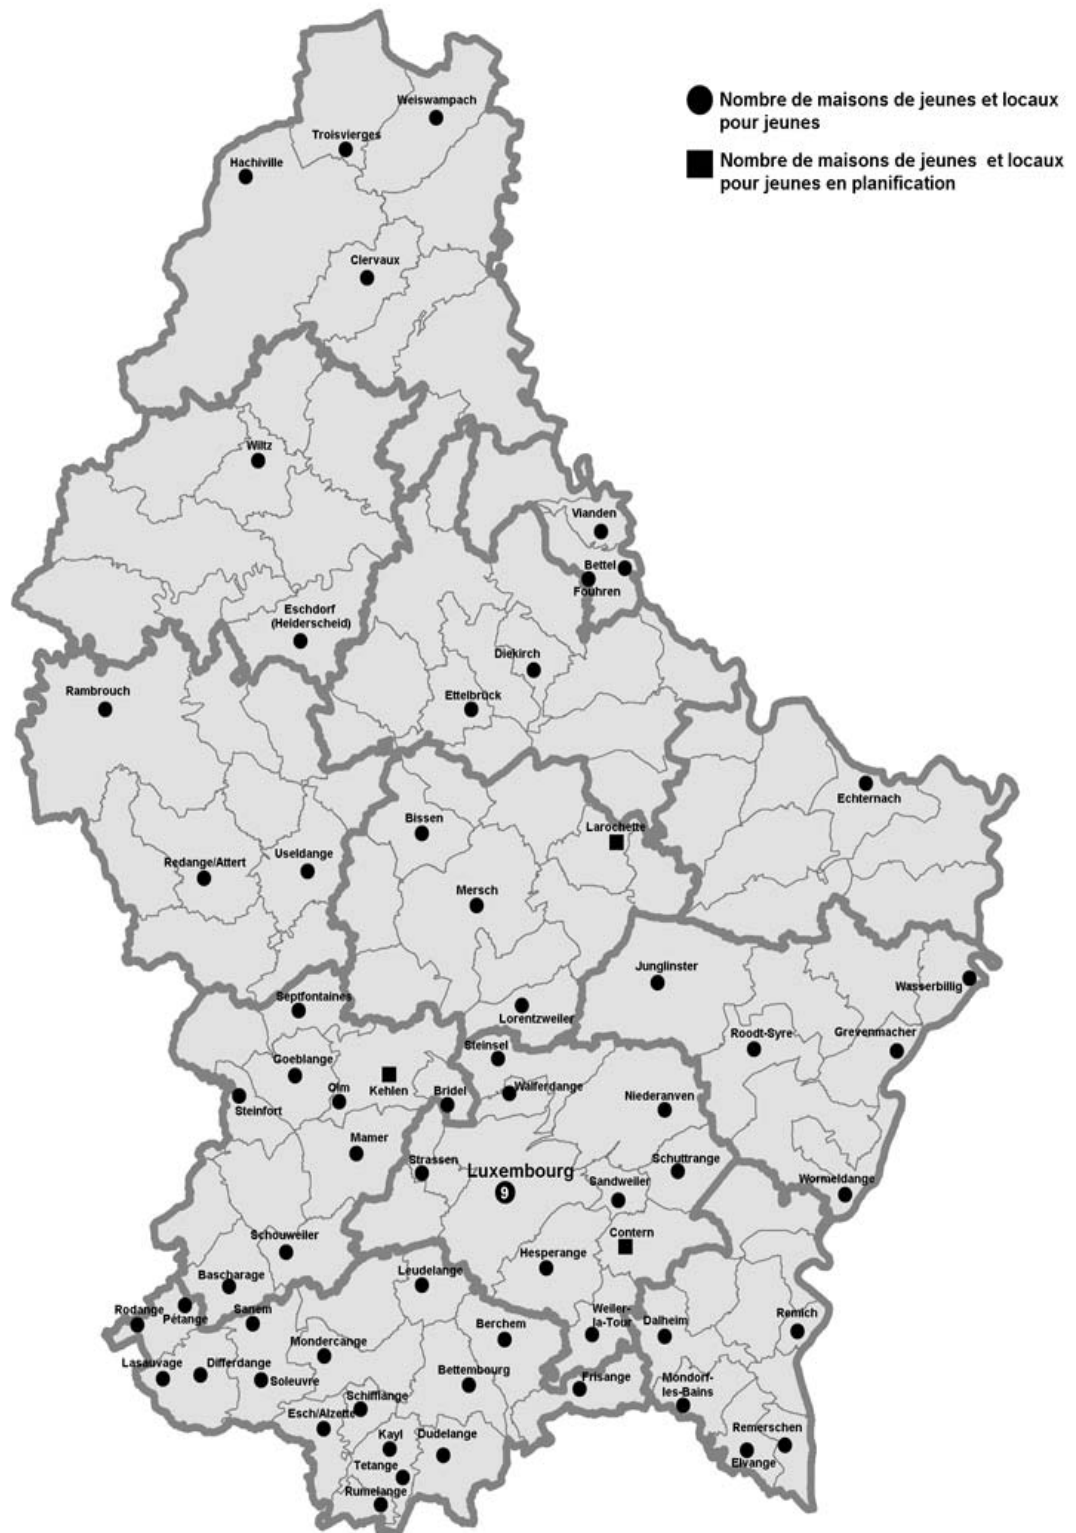 Nombre de maisons de jeunes et locaux
pour jeunes
Nombre de maisons de jeunes et locaux
pour jeunes en planification
Weiswampach
Troisvierges
Hachiville
Clervaux
Wiltz
Vianden
Bettel
Fouhren
Eschdorf
(Heiderscheid)
Diekirch
Rambrouch
Ettelbrück
Echternach
Bissen
Larochette
Useldange
Redange/Attert
Mersch
Junglinster
Wasserbillig
Septfontaines
Lorentzweiler
Roodt-Syre
Grevenmacher
Steinsel
Goeblange
Walferdange
Olm
Kehlen
Bridel
Niederanven
Steinfort
Mamer
Strassen
Luxembourg
9
Schuttrange
Sandweiler
Wormeldange
Schouweiler
Contern
Hesperange
Leudelange
Bascharage
Rodange
Pétange
Sanem
Weiler-
la-Tour
Dalheim
Remich
Berchem
Mondercange
Lasauvage
Differdange
Soleuvre
Bettembourg
Frisange
Mondorf-
les-Bains
Schifflange
Esch/Alzette
Kayl
Dudelange
Remerschen
Elvange
Tetange
Rumelange